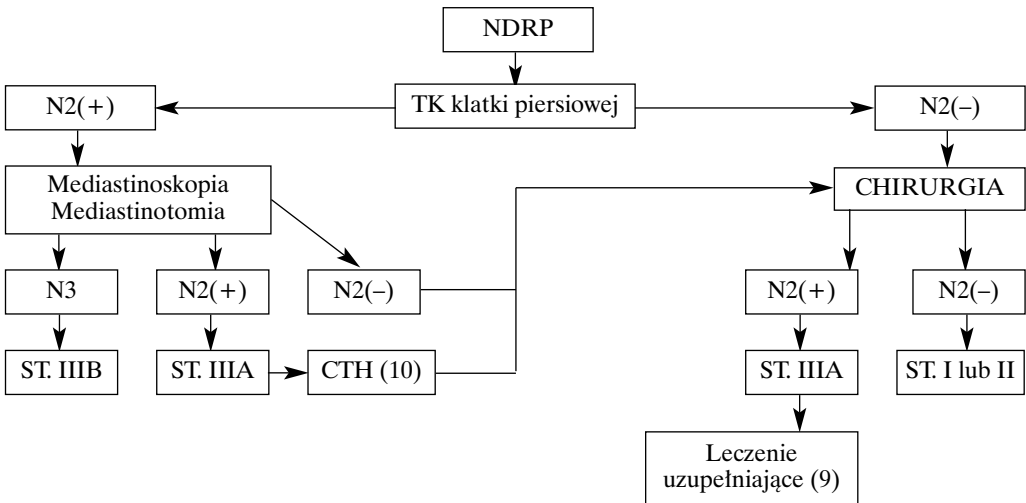 NDRP
N2(+)
TK klatki piersiowej
N2(–)
Mediastinoskopia
Mediastinotomia
CHIRURGIA
N3
N2(+)
N2(–)
N2(+)
N2(–)
ST. IIIB
ST. IIIA
CTH (10)
ST. IIIA
ST. I lub II
Leczenie
uzupełniające (9)